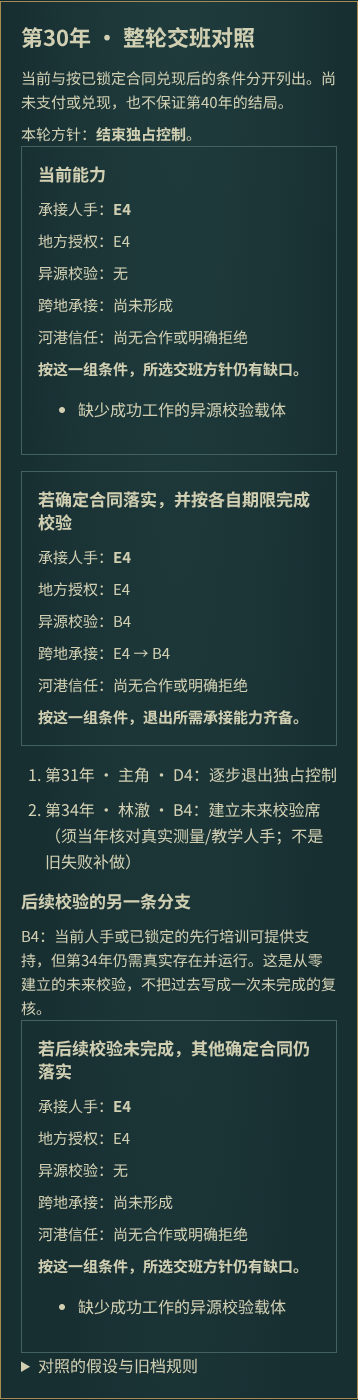 第30年 · 整轮交班对照
当前与按已锁定合同兑现后的条件分开列出。尚
未支付或兑现，也不保证第40年的结局。
本轮方针：结束独占控制。
当前能力
承接人手：E4
地方授权：E4
异源校验：无
跨地承接：尚未形成
河港信任：尚无合作或明确拒绝
按这一组条件，所选交班方针仍有缺口。
• 缺少成功工作的异源校验载体
若确定合同落实，并按各自期限完成
校验
承接人手：E4
地方授权：E4
异源校验：B4
跨地承接：E4 → B4
河港信任：尚无合作或明确拒绝
按这一组条件，退出所需承接能力齐备。
1. 第31年 · 主角 · D4：逐步退出独占控制
2. 第34年 · 林澈 · B4：建立未来校验席
（须当年核对真实测量/教学人手；不是
旧失败补做）
后续校验的另一条分支
B4：当前人手或已锁定的先行培训可提供支
持，但第34年仍需真实存在并运行。这是从零
建立的未来校验，不把过去写成一次未完成的复
核。
若后续校验未完成，其他确定合同仍
落实
承接人手：E4
地方授权：E4
异源校验：无
跨地承接：尚未形成
河港信任：尚无合作或明确拒绝
按这一组条件，所选交班方针仍有缺口。
• 缺少成功工作的异源校验载体
▶ 对照的假设与旧档规则